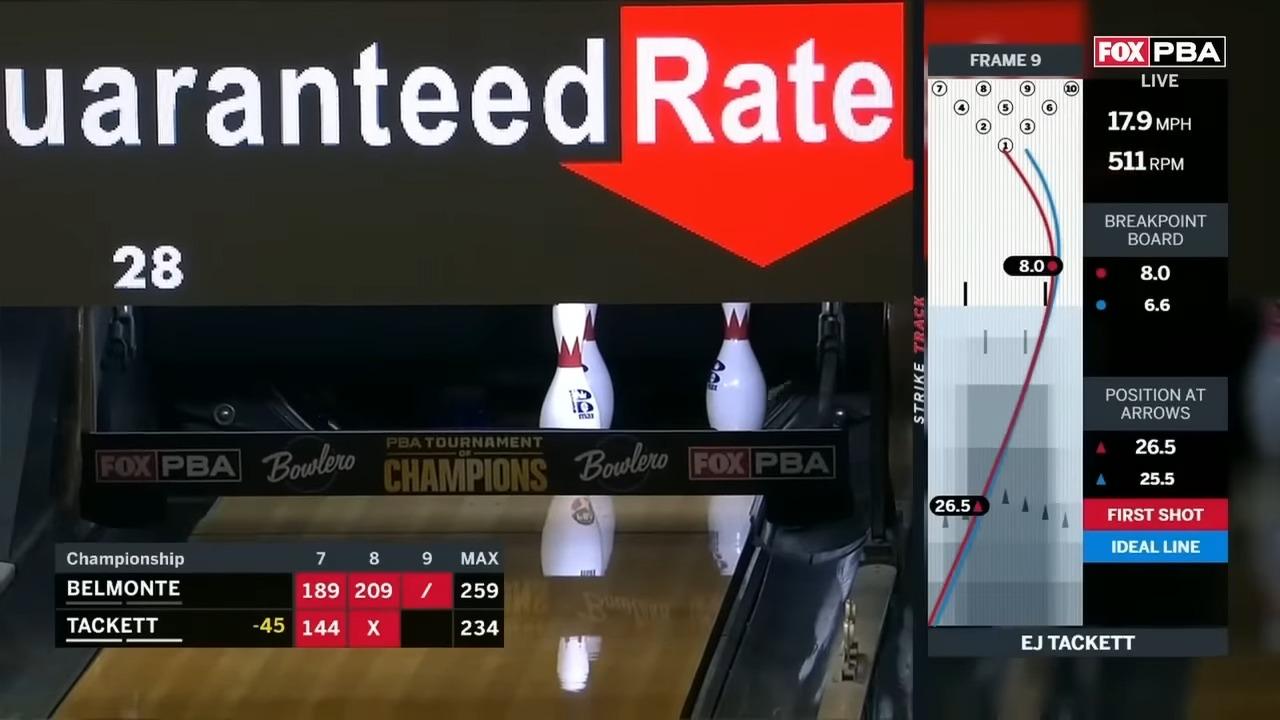 uaranteed Rate
28
FOX PBA
Bowlero
PBA TOURNAMENT
OF
CHAMPIONS
Bowlero
FOX PBA
Championship 7 8 9 MAX
BELMONTE 189 209 / 259
TACKETT -45 144 X 234
STRIKE TRACK
FRAME 9
7 8 9 10
4 5 6
2 3
1
8.0
26.5
FOX PBA
LIVE
17.9 MPH
511 RPM
BREAKPOINT
BOARD
8.0
6.6
POSITION AT
ARROWS
26.5
25.5
FIRST SHOT
IDEAL LINE
EJ TACKETT